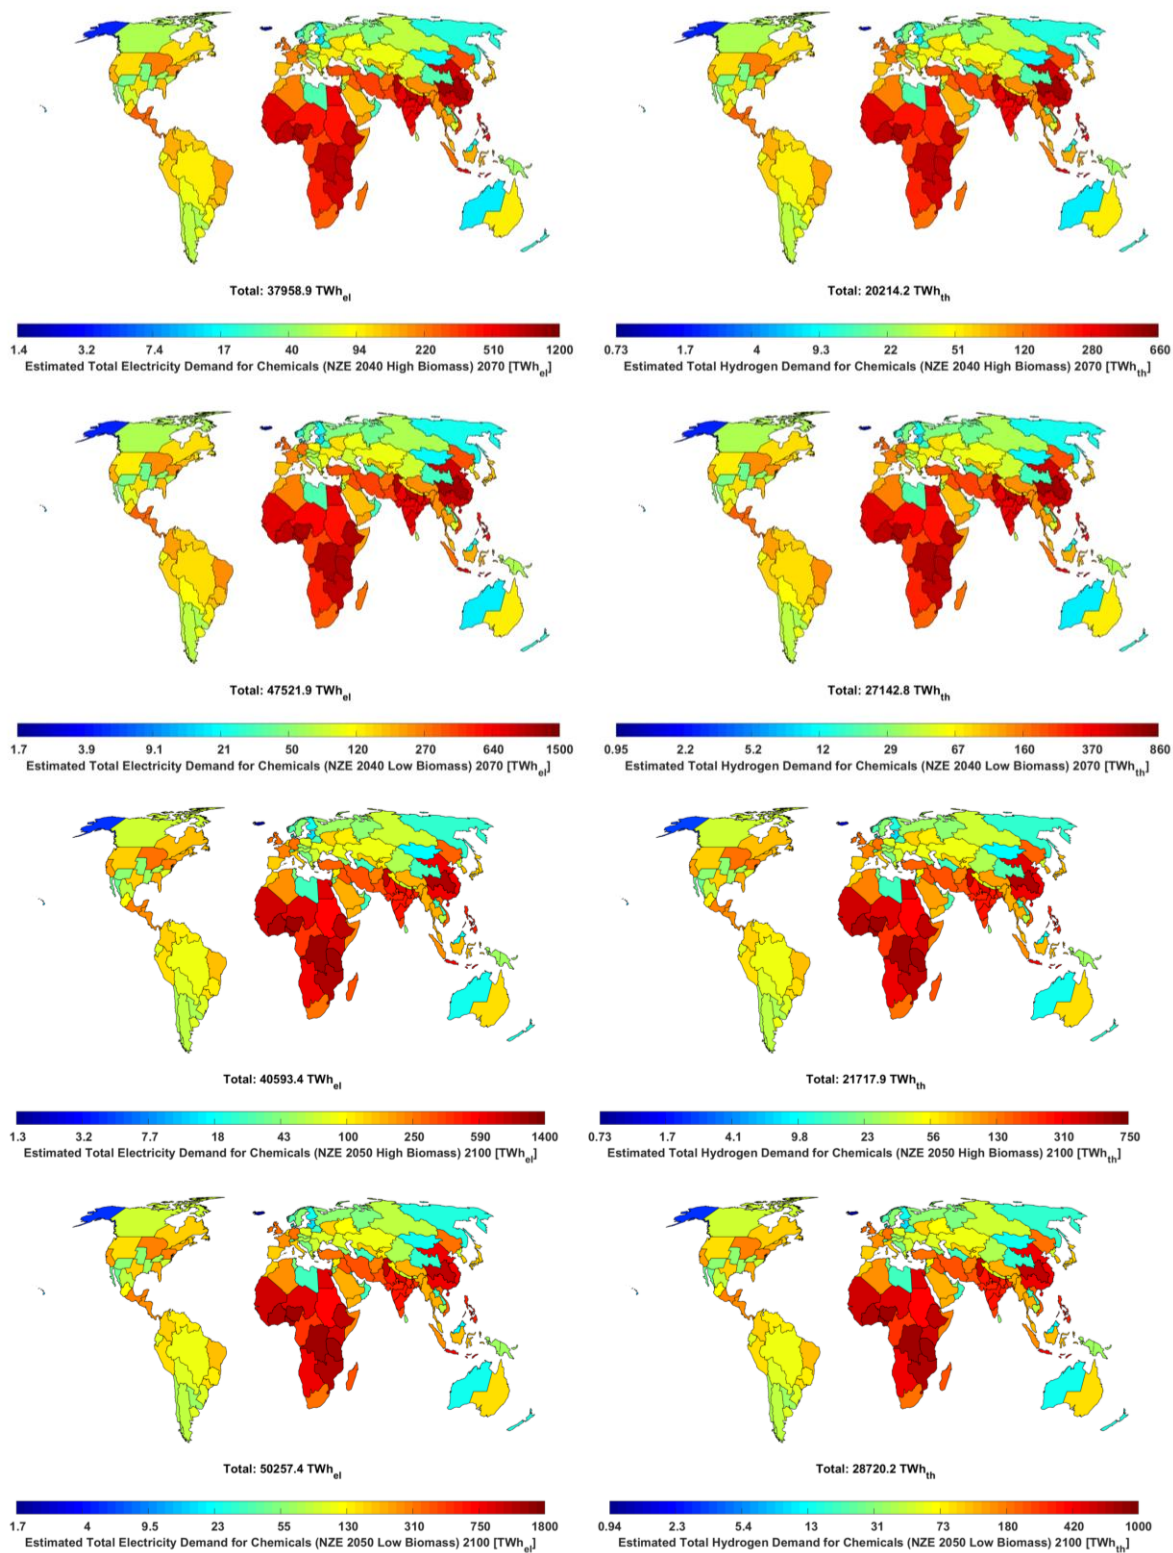 Total: 37958.9 TWhel
1.4 3.2 7.4 17 40 94 220 510 1200
Estimated Total Electricity Demand for Chemicals (NZE 2040 High Biomass) 2070 [TWhel]
Total: 20214.2 TWhth
0.73 1.7 4 9.3 22 51 120 280 660
Estimated Total Hydrogen Demand for Chemicals (NZE 2040 High Biomass) 2070 [TWhth]
Total: 47521.9 TWhel
1.7 3.9 9.1 21 50 120 270 640 1500
Estimated Total Electricity Demand for Chemicals (NZE 2040 Low Biomass) 2070 [TWhel]
Total: 27142.8 TWhth
0.95 2.2 5.2 12 29 67 160 370 860
Estimated Total Hydrogen Demand for Chemicals (NZE 2040 Low Biomass) 2070 [TWhth]
Total: 40593.4 TWhel
1.3 3.2 7.7 18 43 100 250 590 1400
Estimated Total Electricity Demand for Chemicals (NZE 2050 High Biomass) 2100 [TWhel]
Total: 21717.9 TWhth
0.73 1.7 4.1 9.8 23 56 130 310 750
Estimated Total Hydrogen Demand for Chemicals (NZE 2050 High Biomass) 2100 [TWhth]
Total: 50257.4 TWhel
1.7 4 9.5 23 55 130 310 750 1800
Estimated Total Electricity Demand for Chemicals (NZE 2050 Low Biomass) 2100 [TWhel]
Total: 28720.2 TWhth
0.94 2.3 5.4 13 31 73 180 420 1000
Estimated Total Hydrogen Demand for Chemicals (NZE 2050 Low Biomass) 2100 [TWhth]